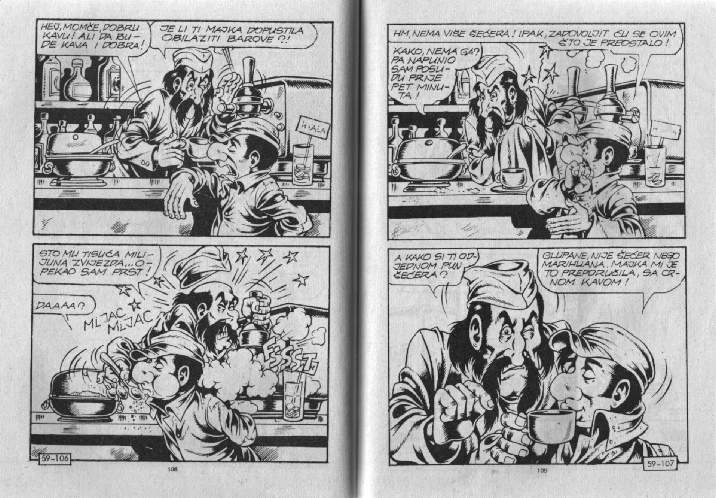 HEJ, MOMČE, DOBRU
KAVU! ALI DA BU-
DE KAVA I DOBRA!
JE LI TI MAJKA DOPUSTILA
OBILAZITI BAROVE?!
HVALA
STO MU TISUĆA MILI-
JUNA ZVIJEZDA...O-
PEKAO SAM PRST!
DAAAA?
MLJAC
MLJAC
FSSST!
59-106
108
HM, NEMA VIŠE ŠEĆERA! IPAK, ZADOVOLJIT ĆU SE OVIM
ŠTO JE PREOSTALO!
KAKO, NEMA GA?
PA NAPUNIO
SAM POSU-
DU PRIJE
PET MINU-
TA!
A KAKO SI TI OD-
JEDNOM PUN
ŠEĆERA?
GLUPANE, NIJE ŠEĆER NEGO
MARIHUANA, MAJKA MI JE
TO PREPORUČILA, SA CR-
NOM KAVOM!
109
59-107